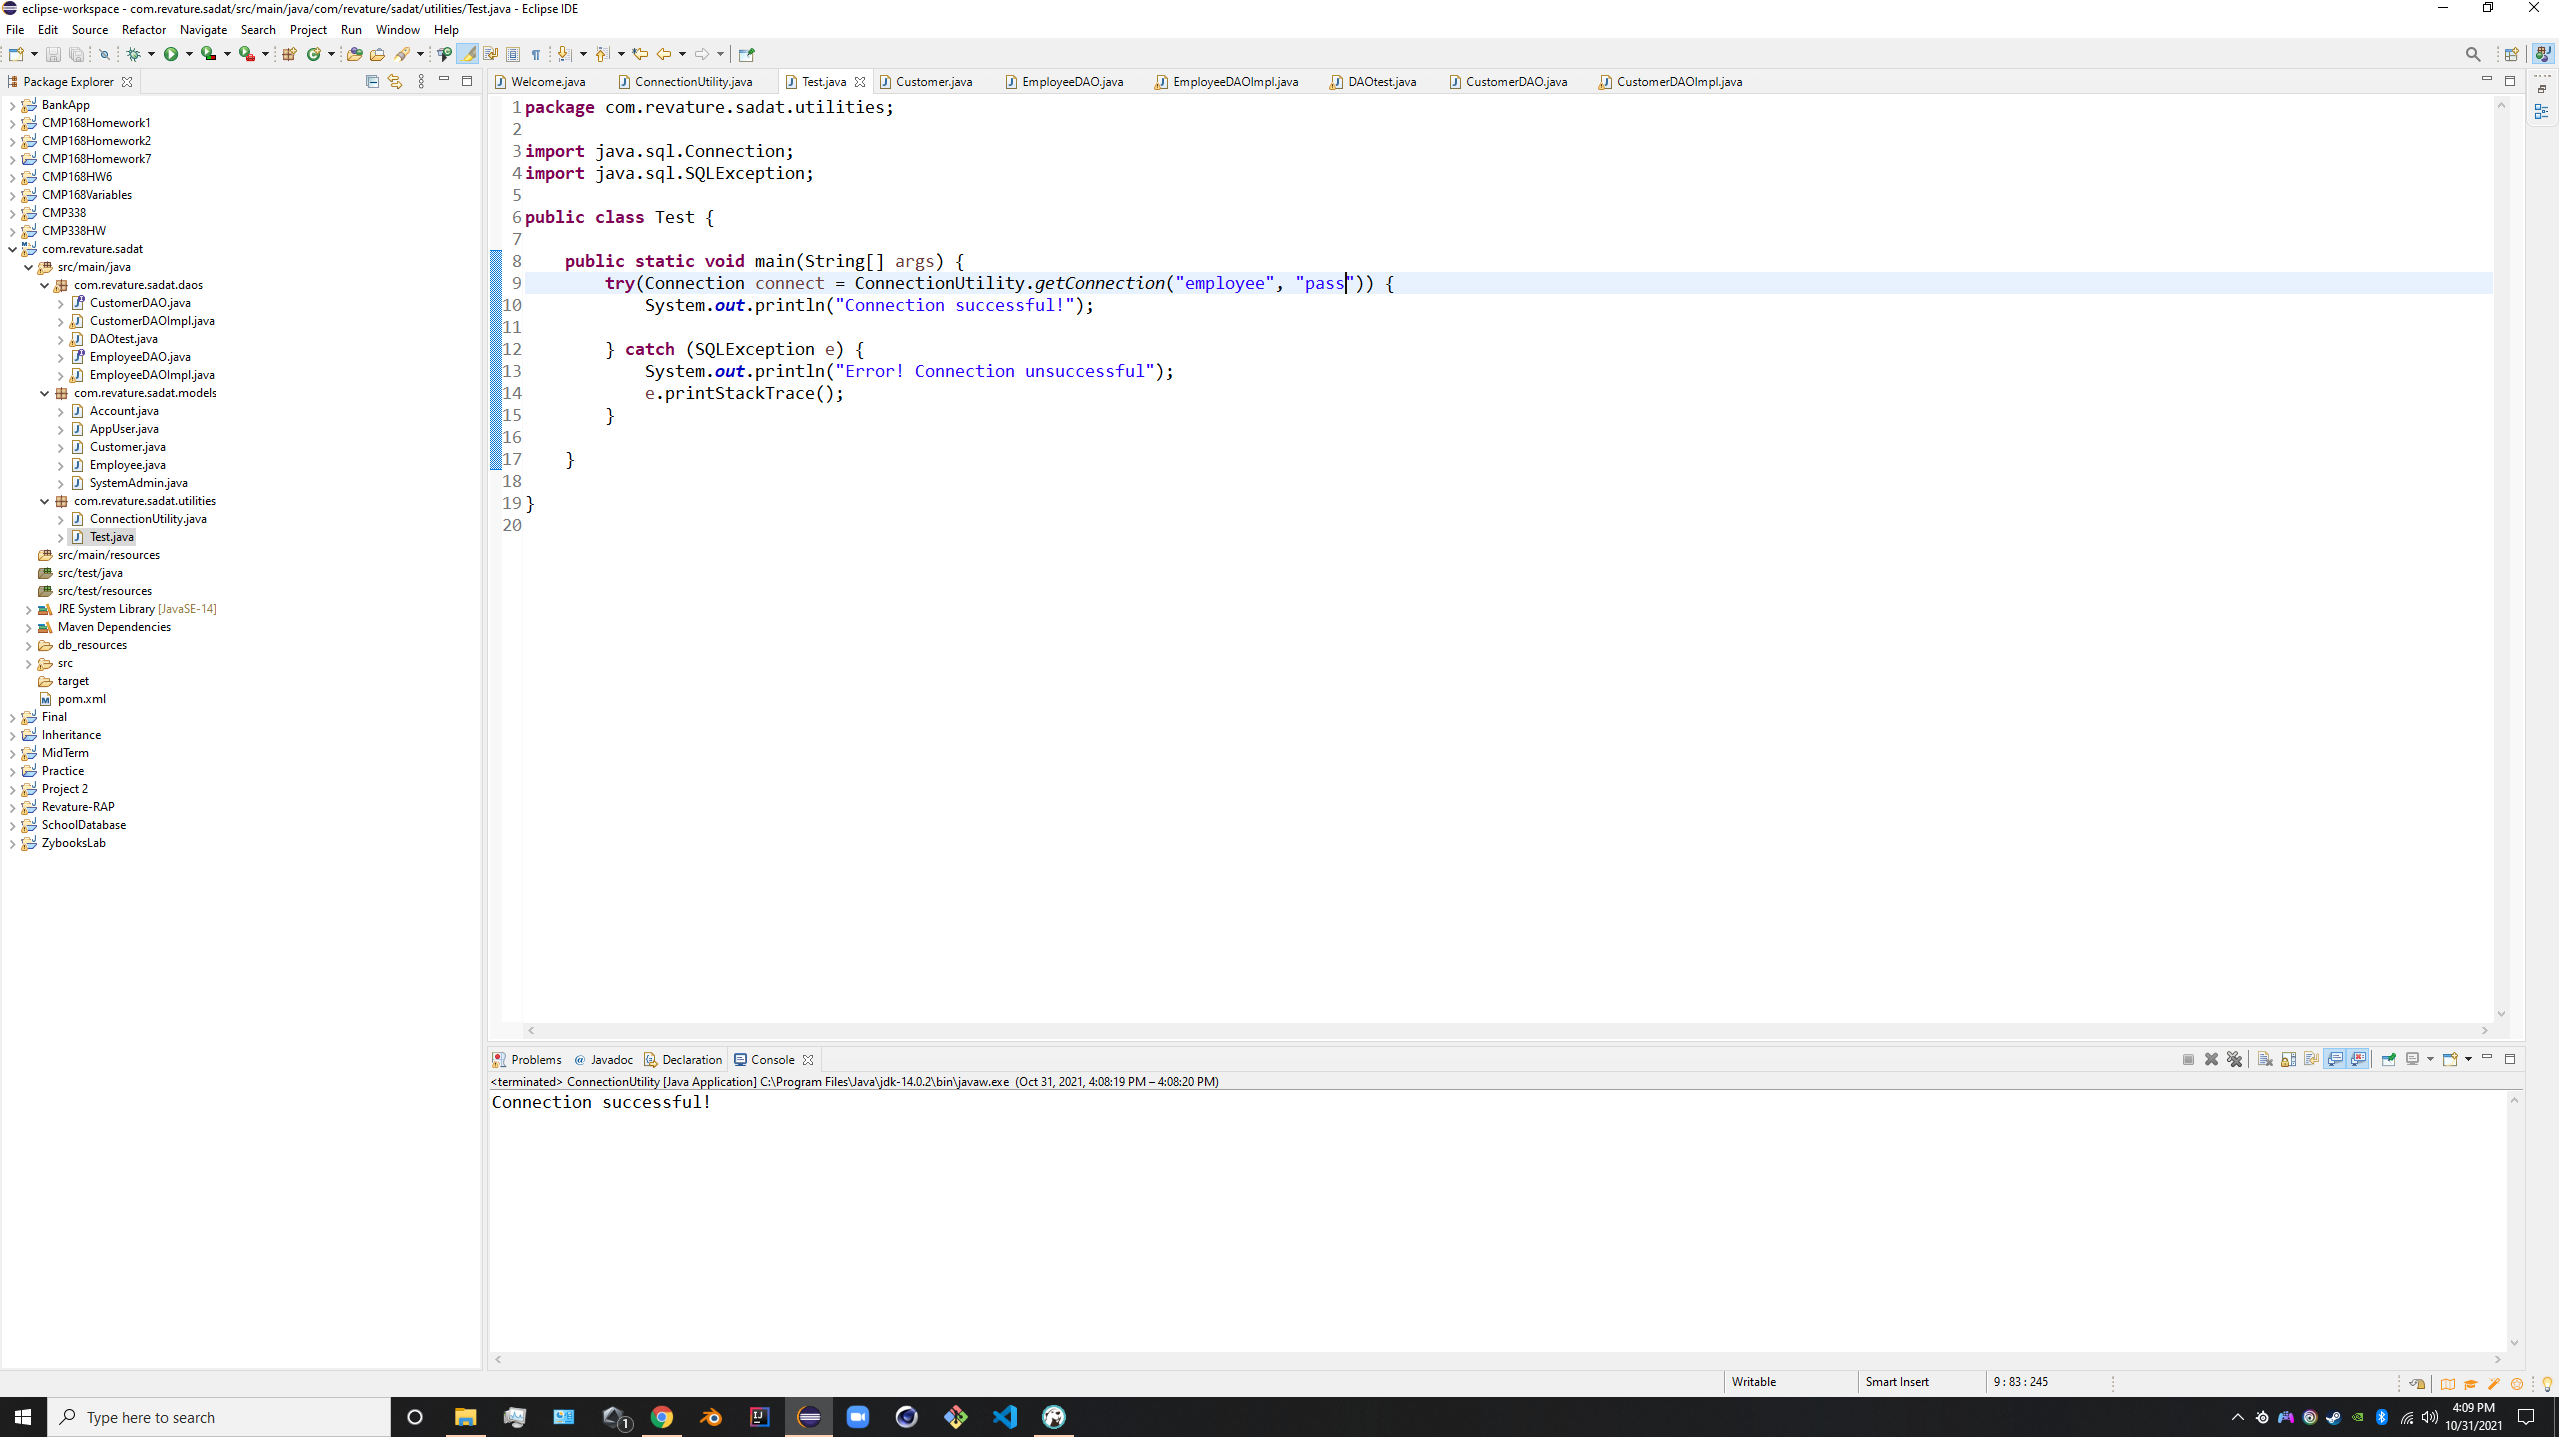 eclipse-workspace - com.revature.sadat/src/main/java/com/revature/sadat/utilities/Test.java - Eclipse IDE
File Edit Source Refactor Navigate Search Project Run Window Help
Package Explorer
BankApp
CMP168Homework1
CMP168Homework2
CMP168Homework7
CMP168HW6
CMP168Variables
CMP338
CMP338HW
com.revature.sadat
src/main/java
com.revature.sadat.daos
CustomerDAO.java
CustomerDAOImpl.java
DAOtest.java
EmployeeDAO.java
EmployeeDAOImpl.java
com.revature.sadat.models
Account.java
AppUser.java
Customer.java
Employee.java
SystemAdmin.java
com.revature.sadat.utilities
ConnectionUtility.java
Test.java
src/main/resources
src/test/java
src/test/resources
JRE System Library [JavaSE-14]
Maven Dependencies
db_resources
src
target
pom.xml
Final
Inheritance
MidTerm
Practice
Project 2
Revature-RAP
SchoolDatabase
ZybooksLab
Welcome.java ConnectionUtility.java Test.java Customer.java EmployeeDAO.java EmployeeDAOImpl.java DAOtest.java CustomerDAO.java CustomerDAOImpl.java
1 package com.revature.sadat.utilities;
2
3 import java.sql.Connection;
4 import java.sql.SQLException;
5
6 public class Test {
7
8 public static void main(String[] args) {
9 try(Connection connect = ConnectionUtility.getConnection("employee", "pass")) {
10 System.out.println("Connection successful!");
11
12 } catch (SQLException e) {
13 System.out.println("Error! Connection unsuccessful");
14 e.printStackTrace();
15 }
16
17 }
18
19 }
20
Problems @ Javadoc Declaration Console
<terminated> ConnectionUtility [Java Application] C:\Program Files\Java\jdk-14.0.2\bin\javaw.exe (Oct 31, 2021, 4:08:19 PM – 4:08:20 PM)
Connection successful!
Writable Smart Insert 9 : 83 : 245
Type here to search
1
4:09 PM
10/31/2021